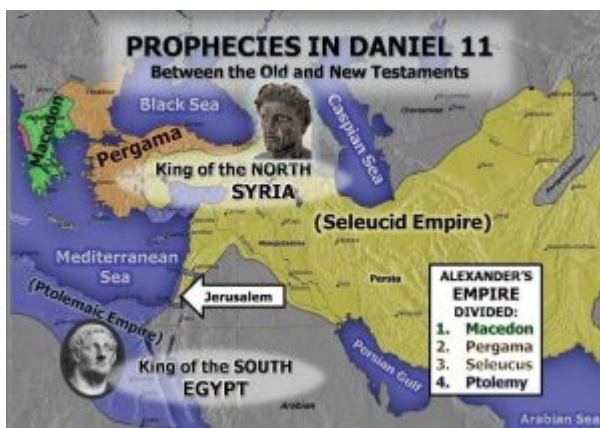 PROPHECIES IN DANIEL 11
Between the Old and New Testaments
Black Sea
Caspian Sea
Macedon
Pergama
King of the NORTH
SYRIA
(Seleucid Empire)
Mediterranean
Sea
Persia
(Ptolemaic Empire)
Jerusalem
ALEXANDER'S
EMPIRE
DIVIDED:
1. Macedon
2. Pergama
3. Seleucus
4. Ptolemy
King of the SOUTH
EGYPT
Persian Gulf
Arabian
Arabian Sea